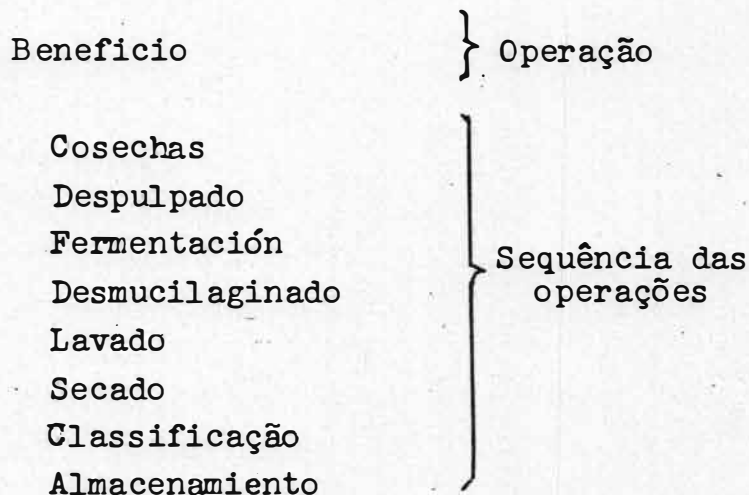 Beneficio } Operação
Cosechas
Despulpado
Fermentación
Desmucilaginado
Lavado
Secado
Classificação
Almacenamiento
} Sequência das
operações